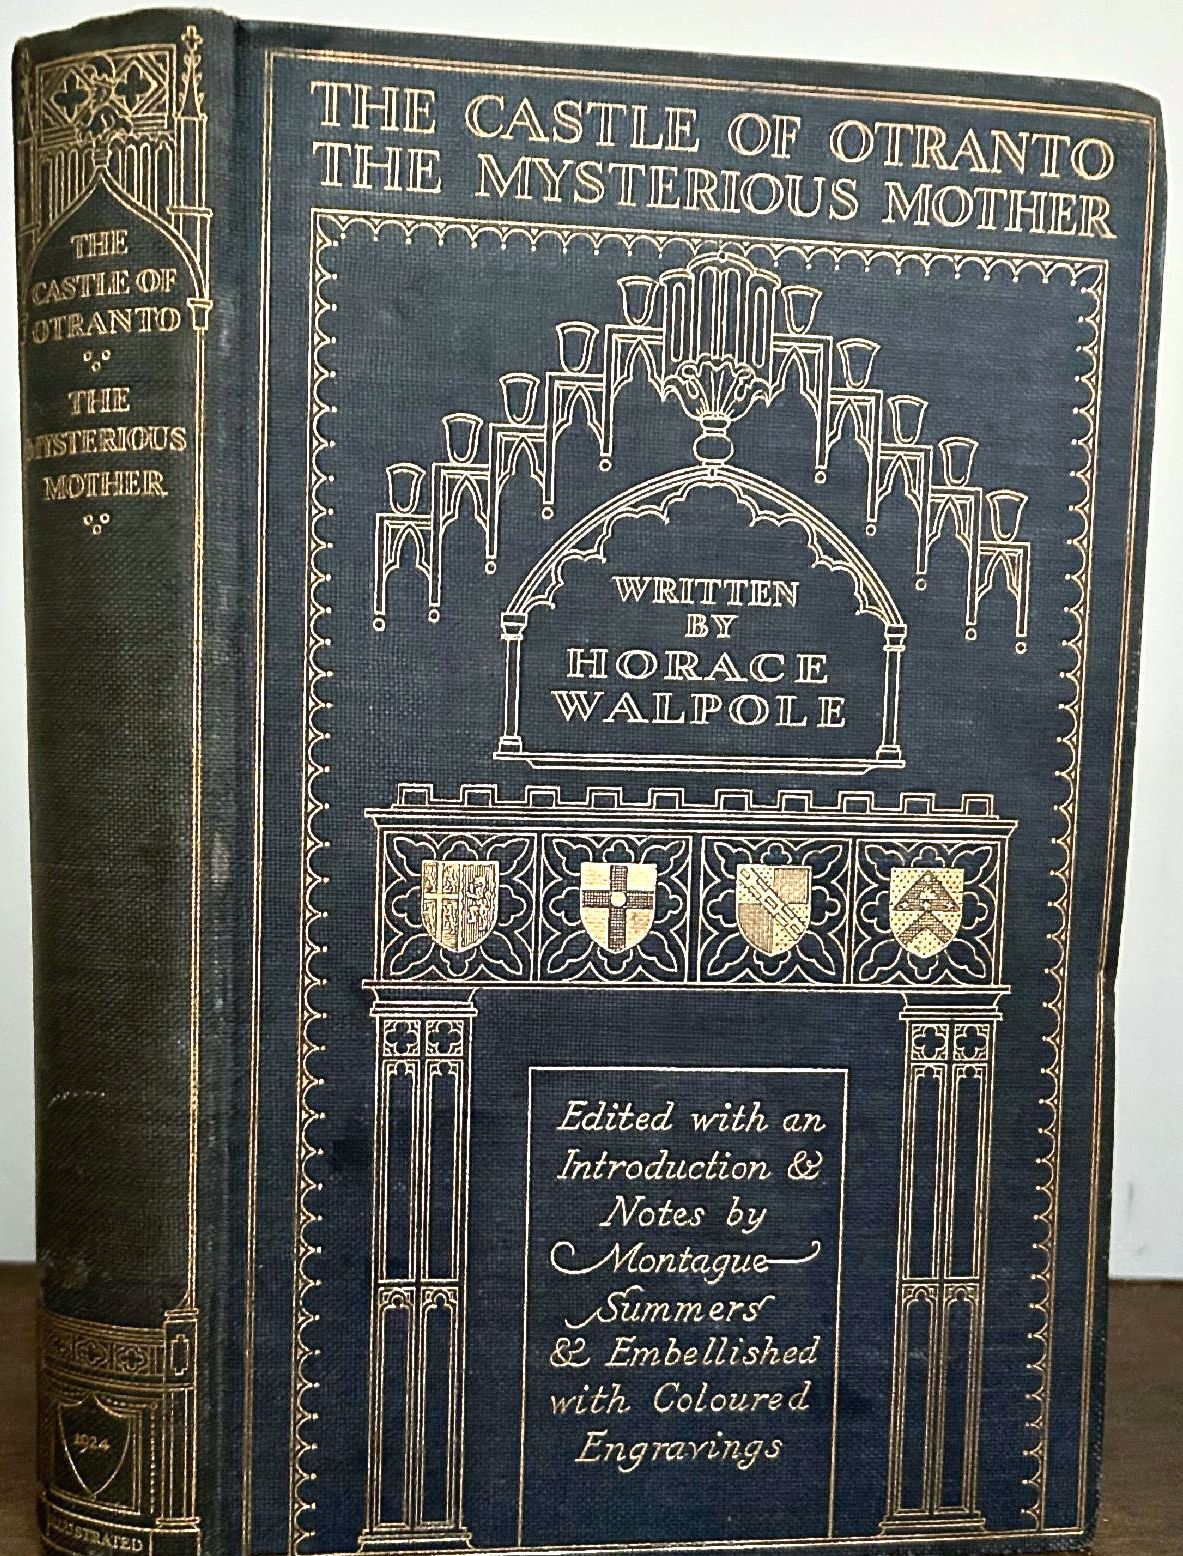 THE
CASTLE OF
OTRANTO
THE
MYSTERIOUS
MOTHER
1924
ILLUSTRATED
THE CASTLE OF OTRANTO
THE MYSTERIOUS MOTHER
WRITTEN
BY
HORACE
WALPOLE
Edited with an
Introduction &
Notes by
Montague
Summers
& Embellished
with Coloured
Engravings